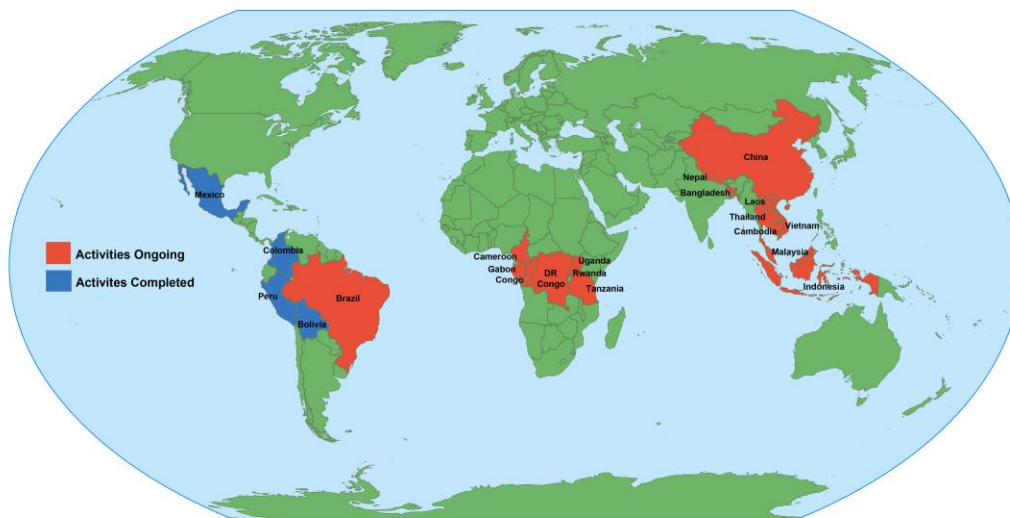 China
Nepal
Bangladesh
Laos
Thailand
Vietnam
Cambodia
Malaysia
Indonesia
Mexico
Colombia
Peru
Brazil
Bolivia
Cameroon
Gabon
Congo
DR
Congo
Uganda
Rwanda
Tanzania
Activities Ongoing
Activites Completed